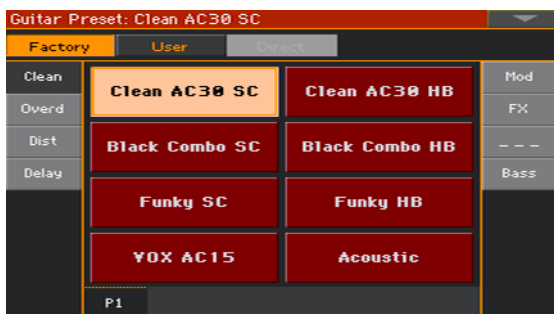 Guitar Preset: Clean AC30 SC
Factory User Direct
Clean Clean AC30 SC Clean AC30 HB Mod
Overd FX
Dist Black Combo SC Black Combo HB - - -
Delay Bass
Funky SC Funky HB
VOX AC15 Acoustic
P1